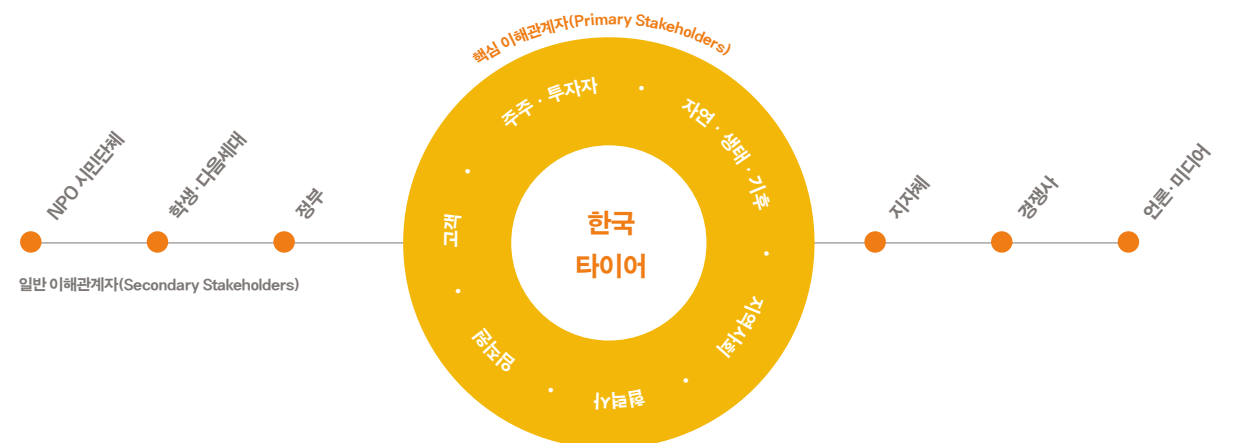 핵심 이해관계자(Primary Stakeholders)
주주 · 투자자
자연 · 생태 · 기후
지역사회
협력사
임직원
고객
한국
타이어
NPO 시민단체
학생·다음세대
정부
지자체
경쟁사
언론·미디어
일반 이해관계자(Secondary Stakeholders)